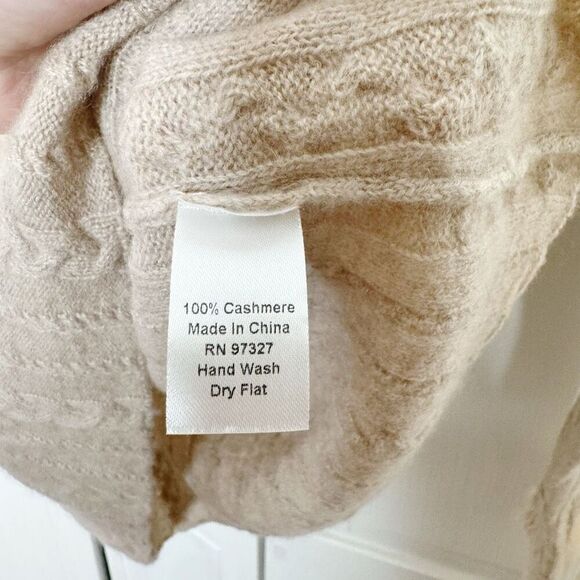 100% Cashmere
Made In China
RN 97327
Hand Wash
Dry Flat